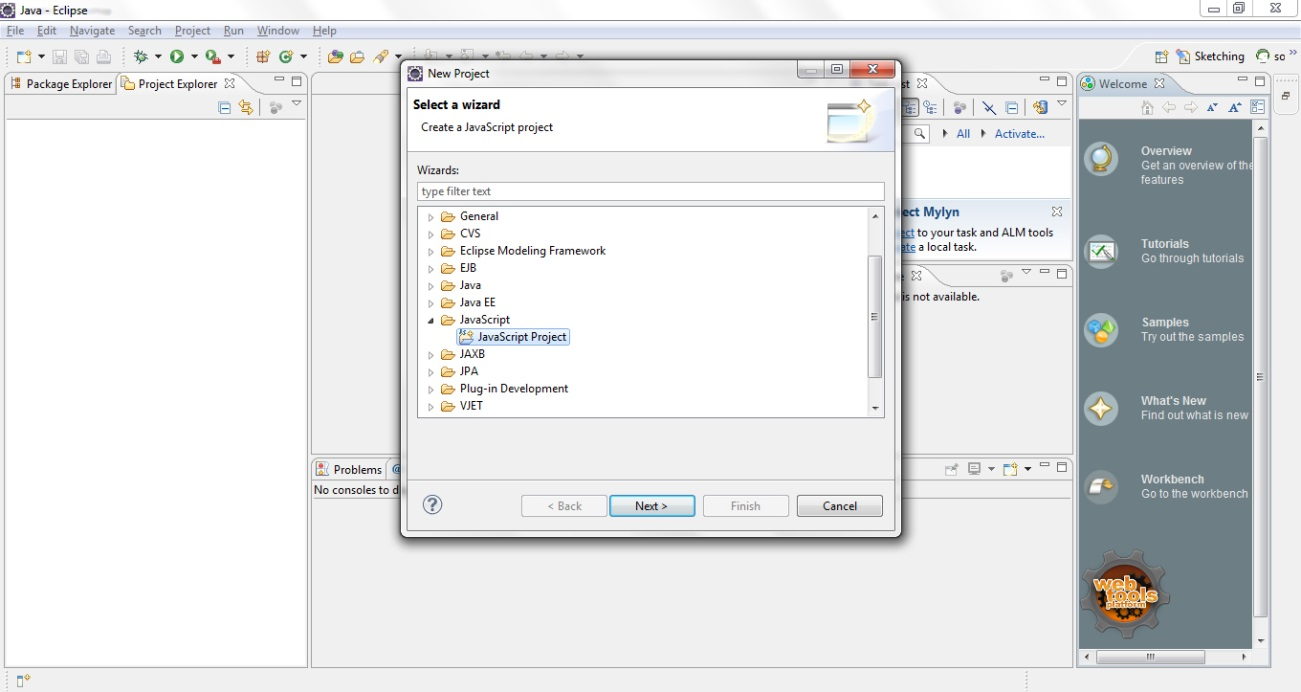 Java - Eclipse
File Edit Navigate Search Project Run Window Help
Sketching so »
Package Explorer Project Explorer
Welcome
New Project
Select a wizard
Create a JavaScript project
Wizards:
type filter text
General
CVS
Eclipse Modeling Framework
EJB
Java
Java EE
JavaScript
JavaScript Project
JAXB
JPA
Plug-in Development
VJET
< Back Next > Finish Cancel
All Activate...
Mylyn
to your task and ALM tools
a local task.
is not available.
Problems @
No consoles to d
Overview
Get an overview of the
features
Tutorials
Go through tutorials
Samples
Try out the samples
What's New
Find out what is new
Workbench
Go to the workbench
web
tools
platform